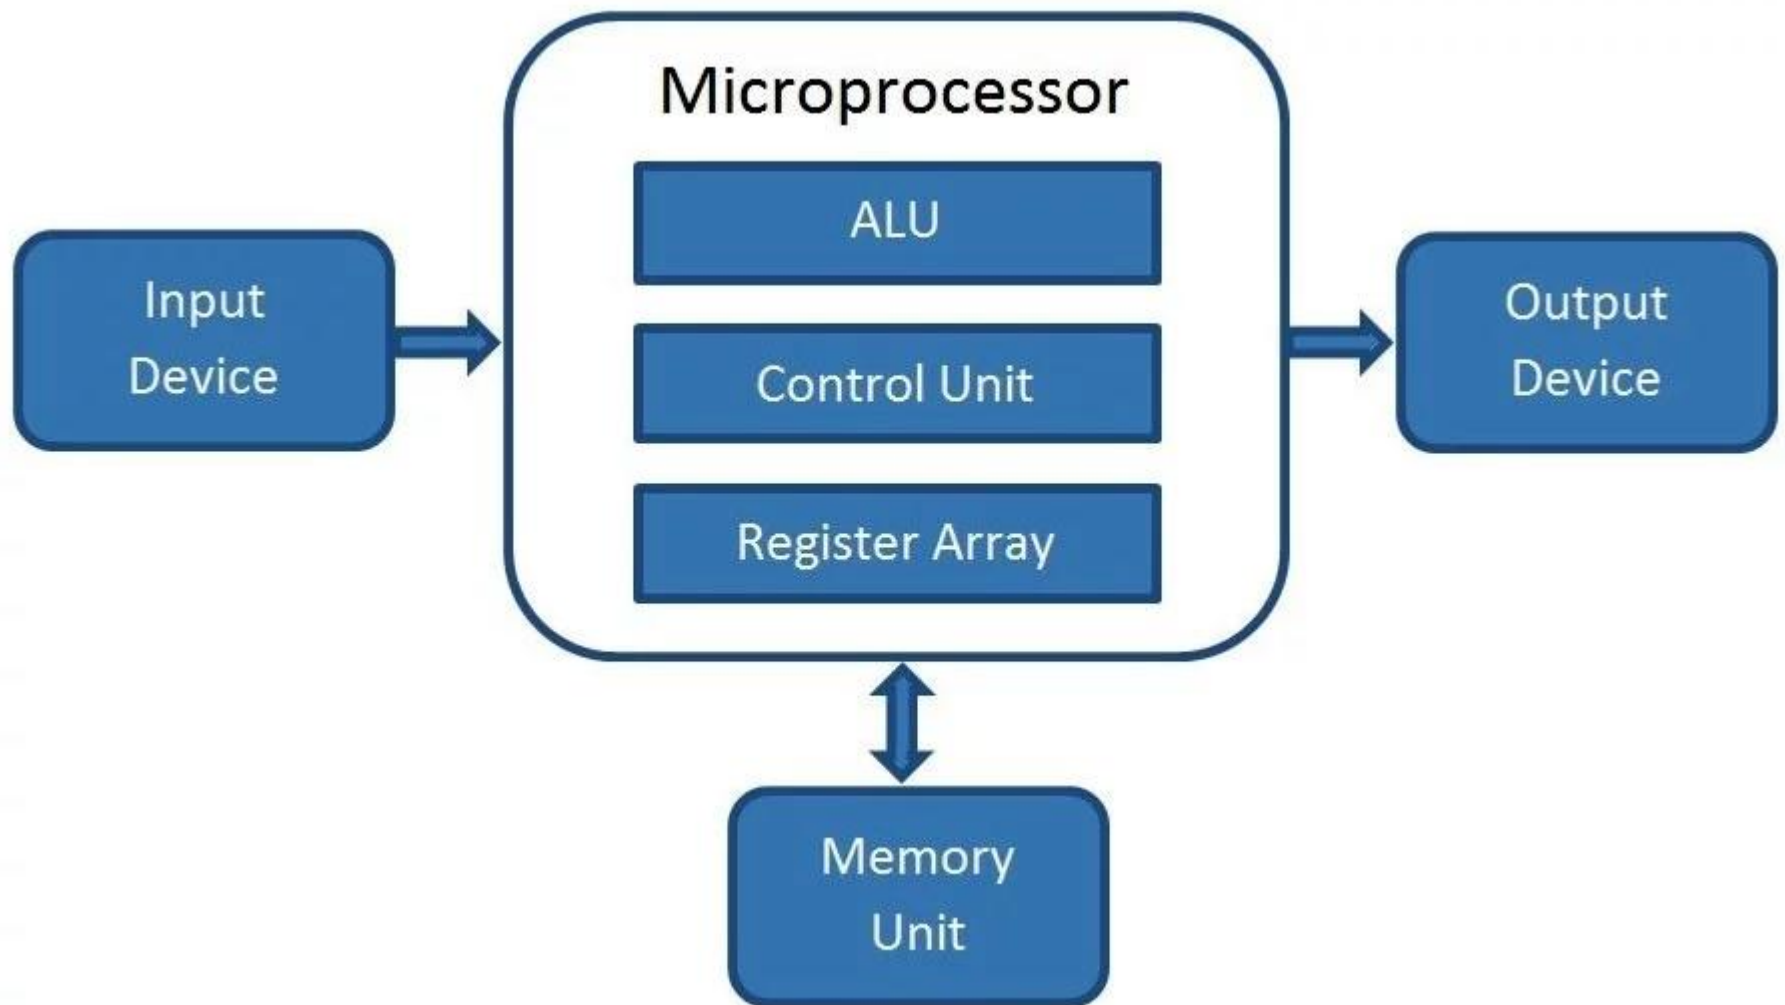 Microprocessor
ALU
Input
Device
Control Unit
Output
Device
Register Array
Memory
Unit